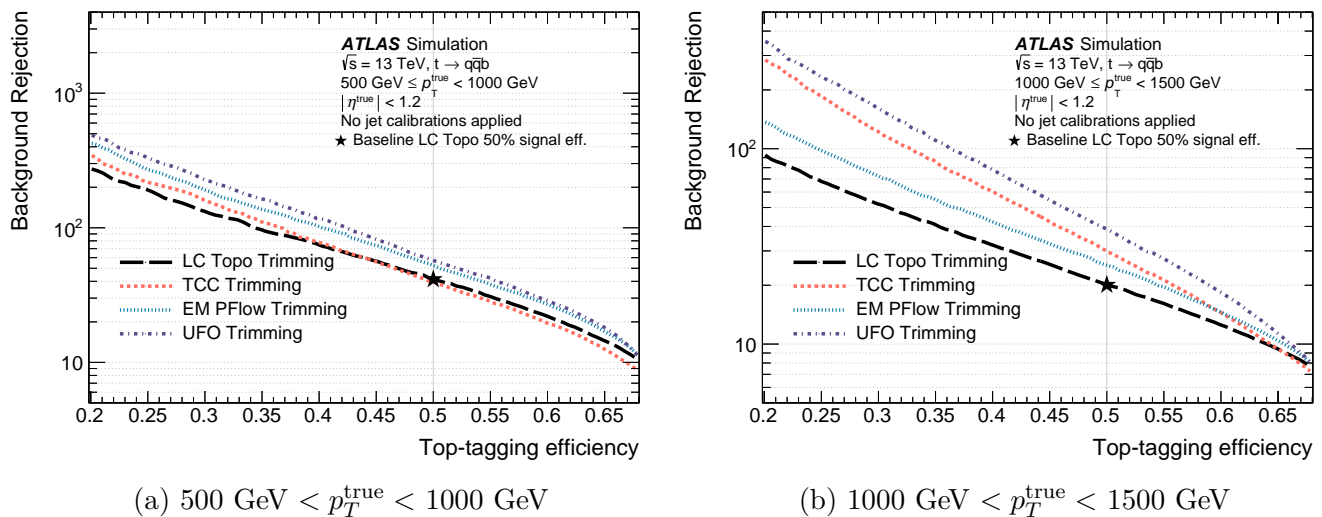 Background Rejection
10³
10²
10
ATLAS Simulation
√s = 13 TeV, t → qq̅b
500 GeV ≤ p_T^true < 1000 GeV
| η^true | < 1.2
No jet calibrations applied
★ Baseline LC Topo 50% signal eff.
LC Topo Trimming
TCC Trimming
EM PFlow Trimming
UFO Trimming
0.2 0.25 0.3 0.35 0.4 0.45 0.5 0.55 0.6 0.65
Top-tagging efficiency
(a) 500 GeV < p_T^true < 1000 GeV
Background Rejection
10²
10
ATLAS Simulation
√s = 13 TeV, t → qq̅b
1000 GeV ≤ p_T^true < 1500 GeV
| η^true | < 1.2
No jet calibrations applied
★ Baseline LC Topo 50% signal eff.
LC Topo Trimming
TCC Trimming
EM PFlow Trimming
UFO Trimming
0.2 0.25 0.3 0.35 0.4 0.45 0.5 0.55 0.6 0.65
Top-tagging efficiency
(b) 1000 GeV < p_T^true < 1500 GeV